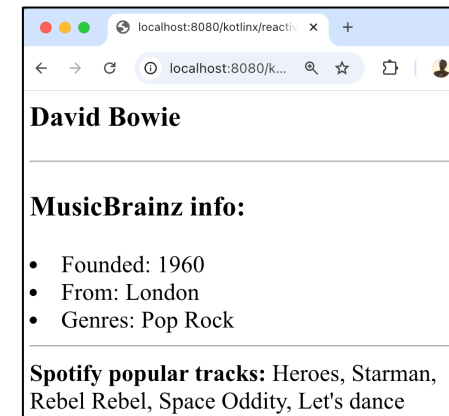 localhost:8080/kotlinx/reactiv
localhost:8080/k...
David Bowie
MusicBrainz info:
• Founded: 1960
• From: London
• Genres: Pop Rock
Spotify popular tracks: Heroes, Starman,
Rebel Rebel, Space Oddity, Let's dance